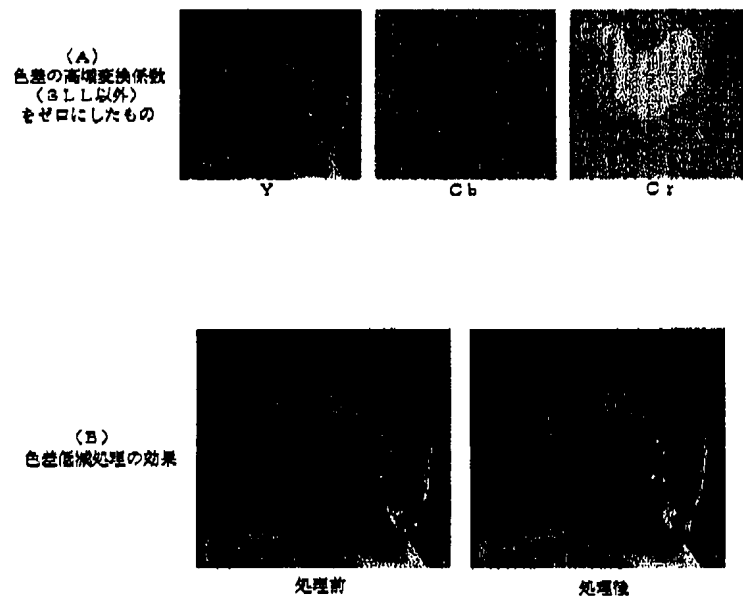 (A)
色差の高域変換係数
(3LL以外)
をゼロにしたもの
Y
Cb
Cr
(B)
色差低減処理の効果
処理前
処理後